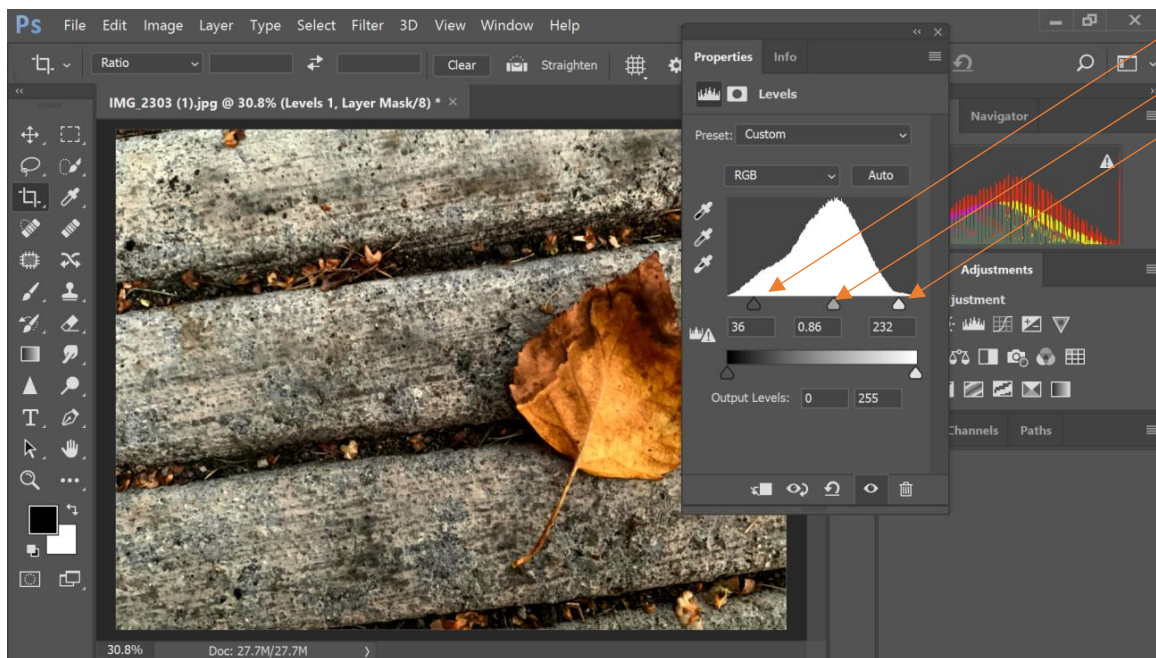 Ps File Edit Image Layer Type Select Filter 3D View Window Help
Ratio Clear Straighten
Properties Info
IMG_2303 (1).jpg @ 30.8% (Levels 1, Layer Mask/8) * ×
Levels
Navigator
Preset: Custom
RGB Auto
Adjustments
justment
36 0.86 232
Output Levels: 0 255
Channels Paths
T
30.8% Doc: 27.7M/27.7M